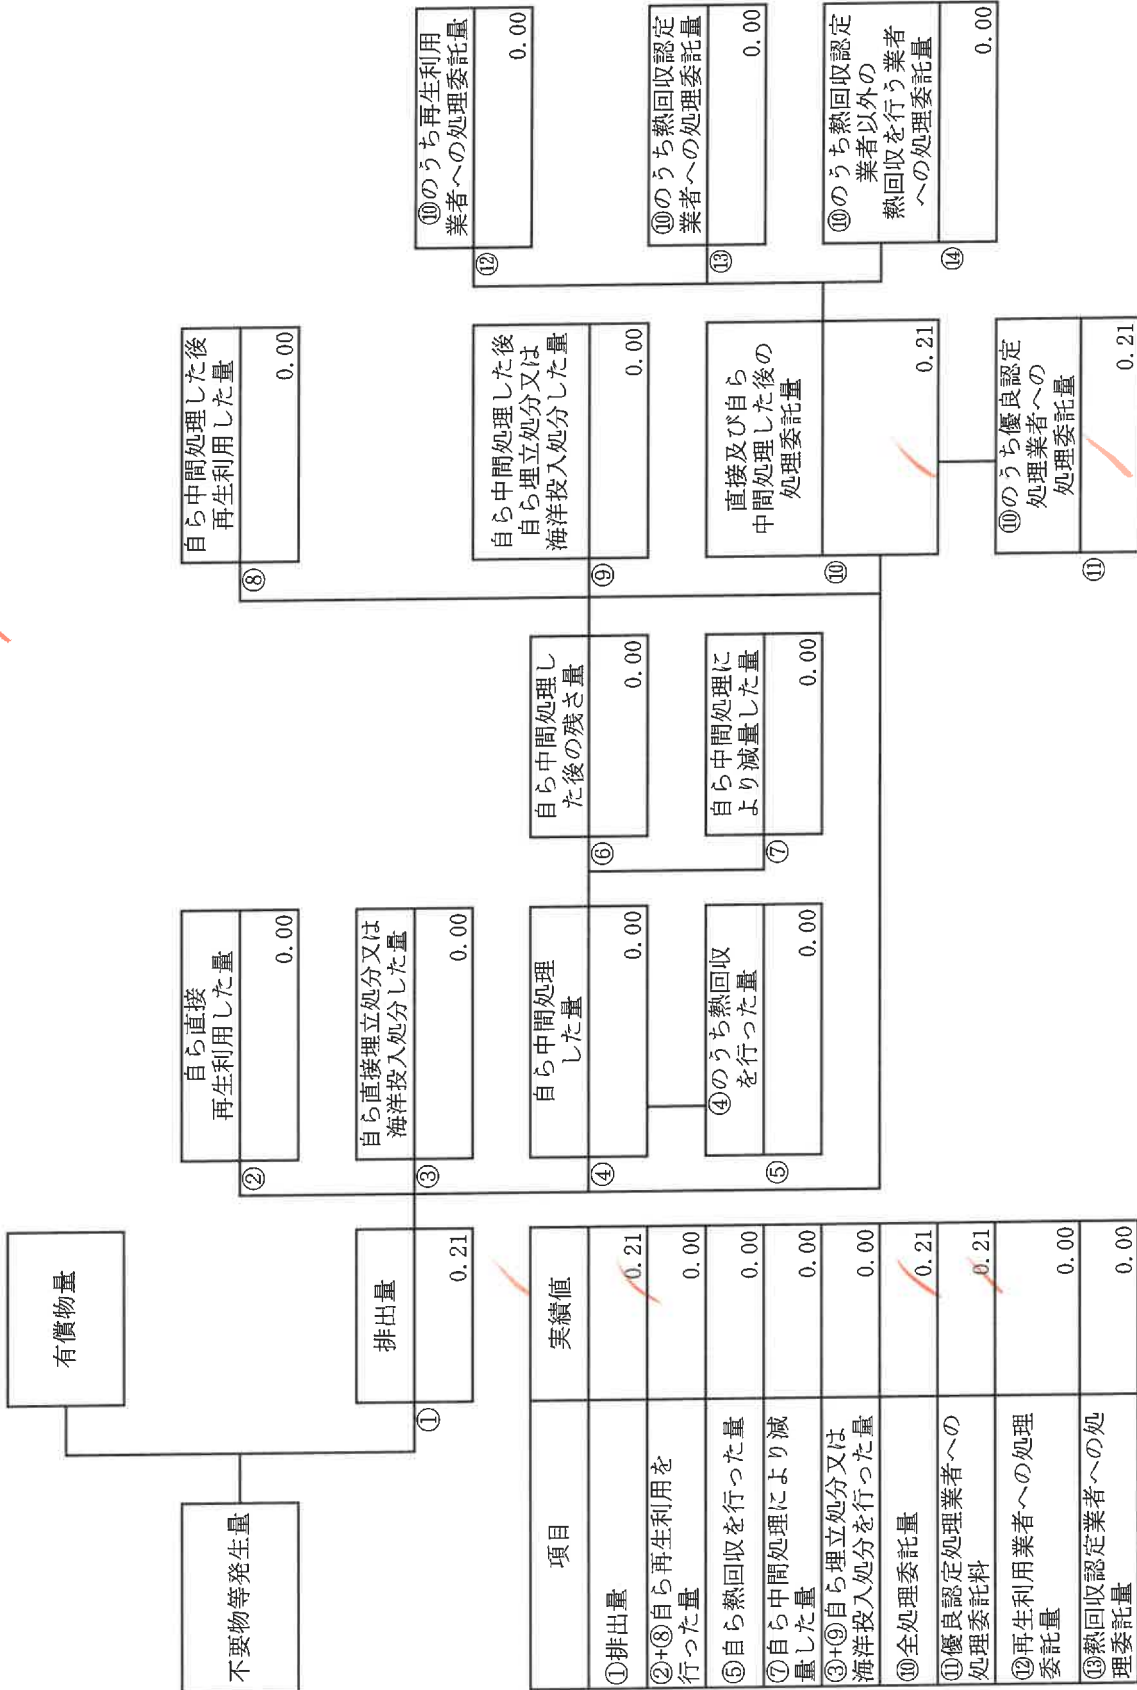 不要物等発生量
有償物量
①
排出量
0.21
②
自ら直接
再生利用した量
0.00
③
自ら直接埋立処分又は
海洋投入処分した量
0.00
④
自ら中間処理
した量
0.00
⑤
④のうち熱回収
を行った量
0.00
⑥
自ら中間処理し
た後の残さ量
0.00
⑦
自ら中間処理に
より減量した量
0.00
⑧
自ら中間処理した後
再生利用した量
0.00
⑨
自ら中間処理した後
自ら埋立処分又は
海洋投入処分した量
0.00
⑩
直接及び自ら
中間処理した後の
処理委託量
0.21
⑪
⑩のうち優良認定
処理業者への
処理委託量
0.21
⑫
⑩のうち再生利用
業者への処理委託量
0.00
⑬
⑩のうち熱回収認定
業者への処理委託量
0.00
⑭
⑩のうち熱回収認定
業者以外の
熱回収を行う業者
への処理委託量
0.00
項目 実績値
①排出量 0.21
②+⑧自ら再生利用を
行った量 0.00
⑤自ら熱回収を行った量 0.00
⑦自ら中間処理により減
量した量 0.00
③+⑨自ら埋立処分又は
海洋投入処分を行った量 0.00
⑩全処理委託量 0.21
⑪優良認定処理業者への
処理委託料 0.21
⑫再生利用業者への処理
委託量 0.00
⑬熱回収認定業者への処
理委託量 0.00